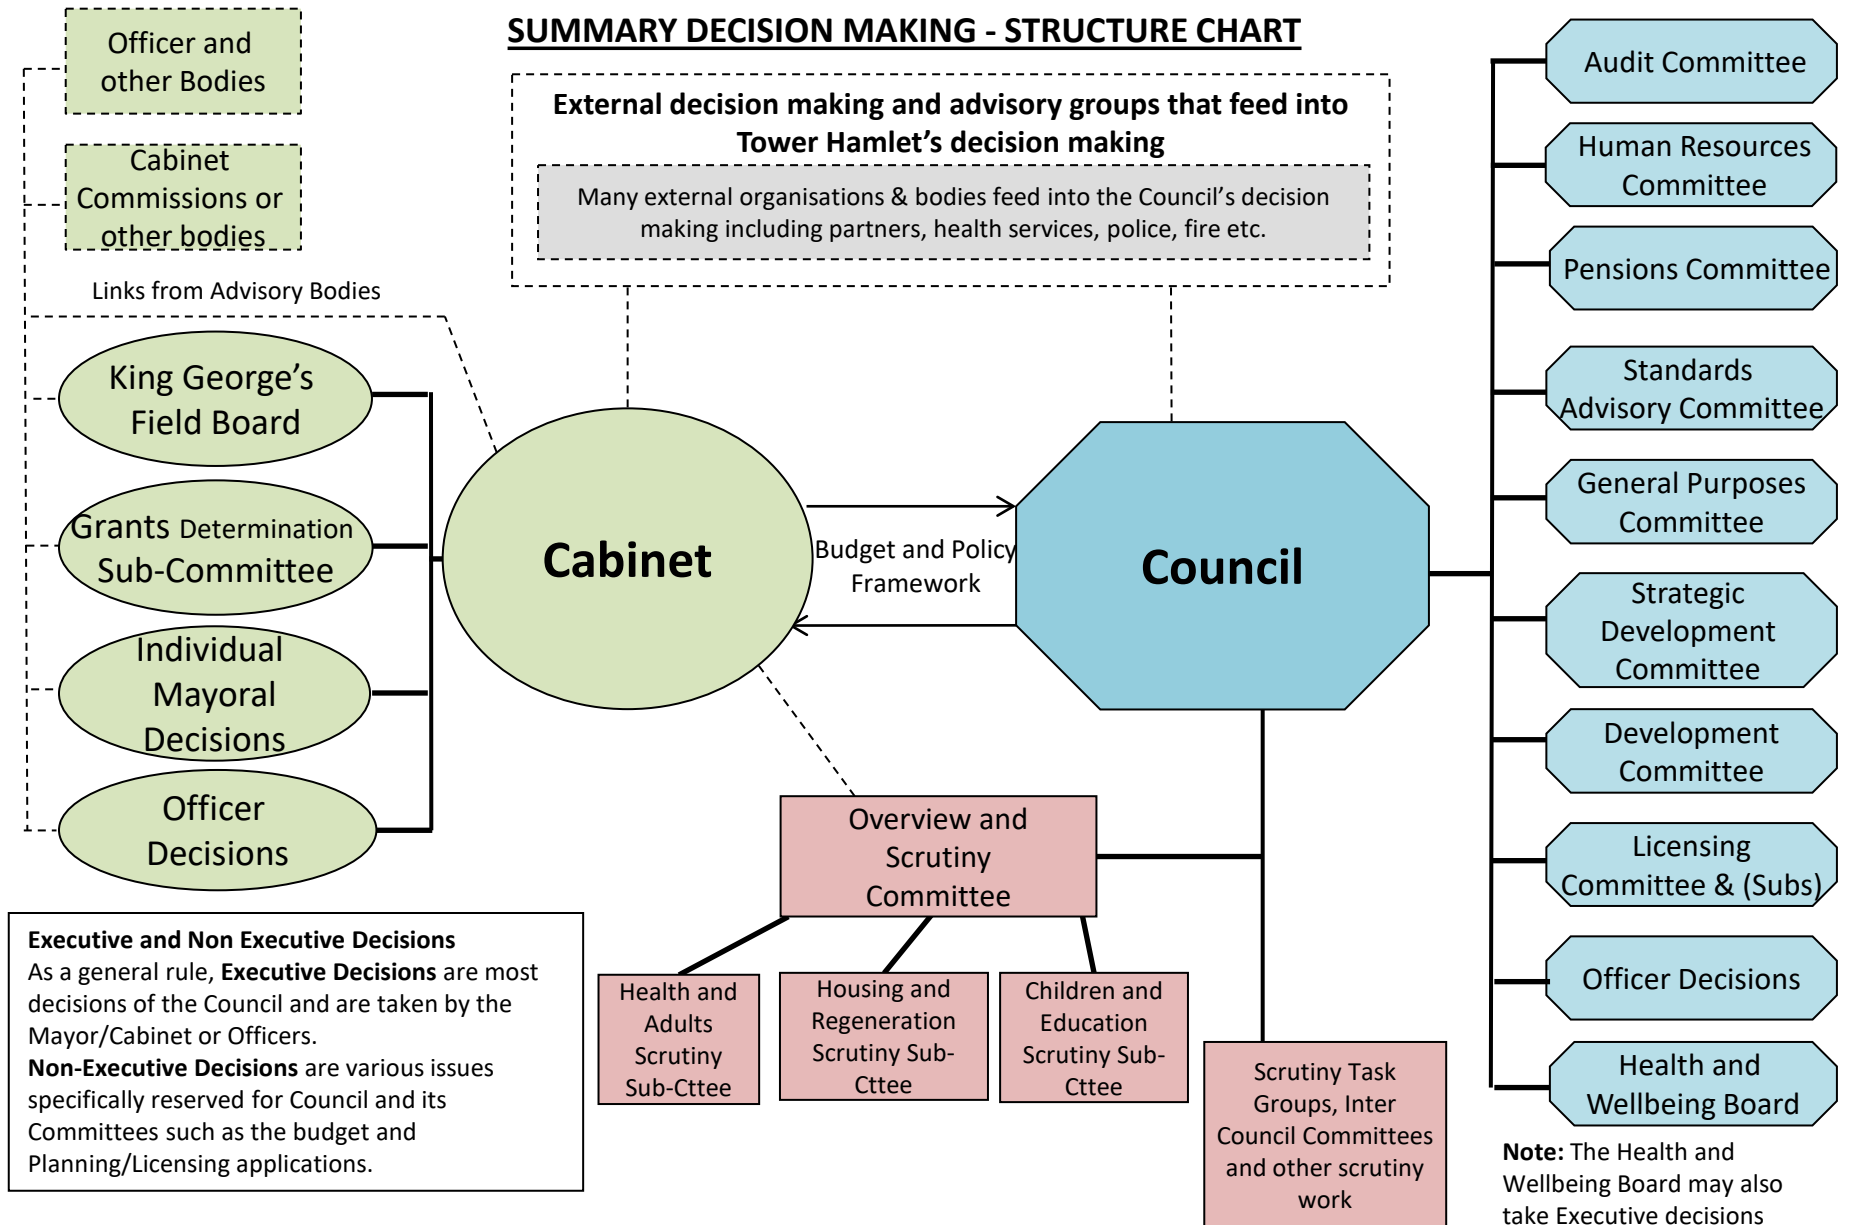 SUMMARY DECISION MAKING - STRUCTURE CHART
Officer and
other Bodies
Cabinet
Commissions or
other bodies
Links from Advisory Bodies
External decision making and advisory groups that feed into
Tower Hamlet’s decision making
Many external organisations & bodies feed into the Council’s decision
making including partners, health services, police, fire etc.
King George’s
Field Board
Grants Determination
Sub-Committee
Individual
Mayoral
Decisions
Officer
Decisions
Cabinet
Budget and Policy
Framework
Council
Audit Committee
Human Resources
Committee
Pensions Committee
Standards
Advisory Committee
General Purposes
Committee
Strategic
Development
Committee
Development
Committee
Licensing
Committee & (Subs)
Officer Decisions
Health and
Wellbeing Board
Note: The Health and
Wellbeing Board may also
take Executive decisions
Overview and
Scrutiny
Committee
Health and
Adults
Scrutiny
Sub-Cttee
Housing and
Regeneration
Scrutiny Sub-
Cttee
Children and
Education
Scrutiny Sub-
Cttee
Scrutiny Task
Groups, Inter
Council Committees
and other scrutiny
work
Executive and Non Executive Decisions
As a general rule, Executive Decisions are most
decisions of the Council and are taken by the
Mayor/Cabinet or Officers.
Non-Executive Decisions are various issues
specifically reserved for Council and its
Committees such as the budget and
Planning/Licensing applications.